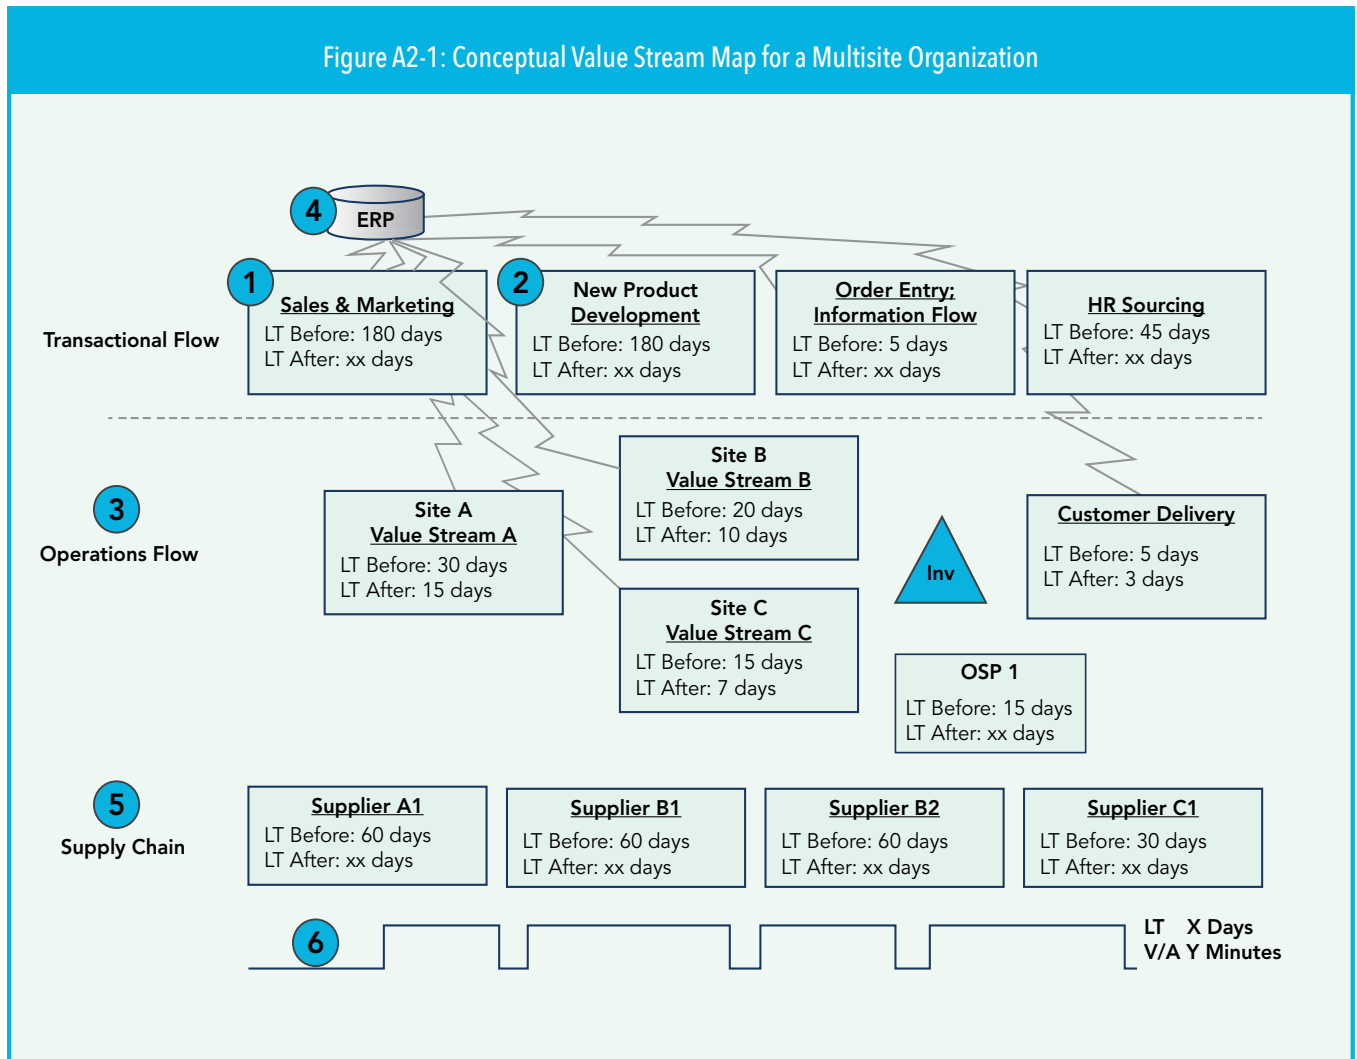 Figure A2-1: Conceptual Value Stream Map for a Multisite Organization
4
ERP
1
Sales & Marketing
LT Before: 180 days
LT After: xx days
2
New Product
Development
LT Before: 180 days
LT After: xx days
Order Entry;
Information Flow
LT Before: 5 days
LT After: xx days
HR Sourcing
LT Before: 45 days
LT After: xx days
Transactional Flow
3
Operations Flow
Site A
Value Stream A
LT Before: 30 days
LT After: 15 days
Site B
Value Stream B
LT Before: 20 days
LT After: 10 days
Site C
Value Stream C
LT Before: 15 days
LT After: 7 days
Inv
Customer Delivery
LT Before: 5 days
LT After: 3 days
OSP 1
LT Before: 15 days
LT After: xx days
5
Supply Chain
Supplier A1
LT Before: 60 days
LT After: xx days
Supplier B1
LT Before: 60 days
LT After: xx days
Supplier B2
LT Before: 60 days
LT After: xx days
Supplier C1
LT Before: 30 days
LT After: xx days
6
LT X Days
V/A Y Minutes